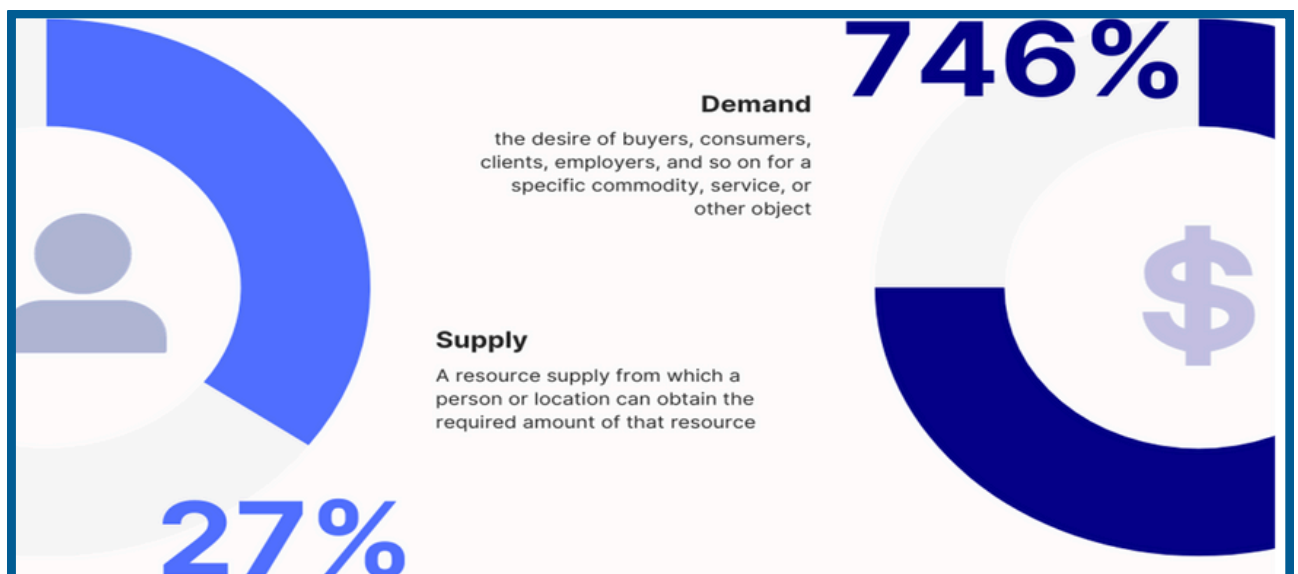 746%
Demand
the desire of buyers, consumers,
clients, employers, and so on for a
specific commodity, service, or
other object
$
Supply
A resource supply from which a
person or location can obtain the
required amount of that resource
27%